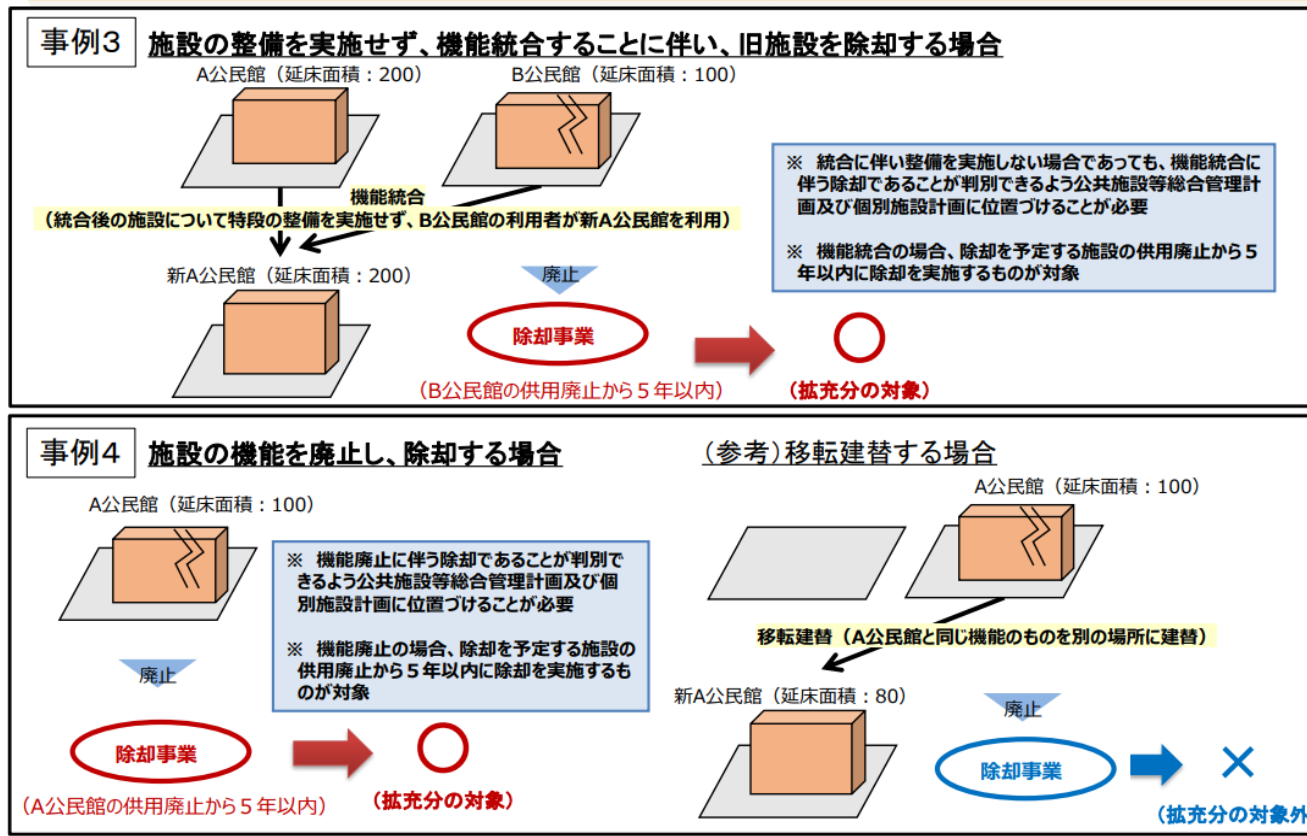 事例3 施設の整備を実施せず、機能統合することに伴い、旧施設を除却する場合
A公民館（延床面積：200）
B公民館（延床面積：100）
機能統合
（統合後の施設について特段の整備を実施せず、B公民館の利用者が新A公民館を利用）
※ 統合に伴い整備を実施しない場合であっても、機能統合に
伴う除却であることが判別できるよう公共施設等総合管理計
画及び個別施設計画に位置づけることが必要
※ 機能統合の場合、除却を予定する施設の供用廃止から５
年以内に除却を実施するものが対象
新A公民館（延床面積：200）
廃止
除却事業
（B公民館の供用廃止から５年以内）
（拡充分の対象）
事例4 施設の機能を廃止し、除却する場合
A公民館（延床面積：100）
※ 機能廃止に伴う除却であることが判別で
きるよう公共施設等総合管理計画及び個
別施設計画に位置づけることが必要
※ 機能廃止の場合、除却を予定する施設の
供用廃止から５年以内に除却を実施するも
のが対象
廃止
除却事業
（A公民館の供用廃止から５年以内）
（拡充分の対象）
（参考）移転建替する場合
A公民館（延床面積：100）
移転建替（A公民館と同じ機能のものを別の場所に建替）
新A公民館（延床面積：80）
廃止
除却事業
（拡充分の対象外